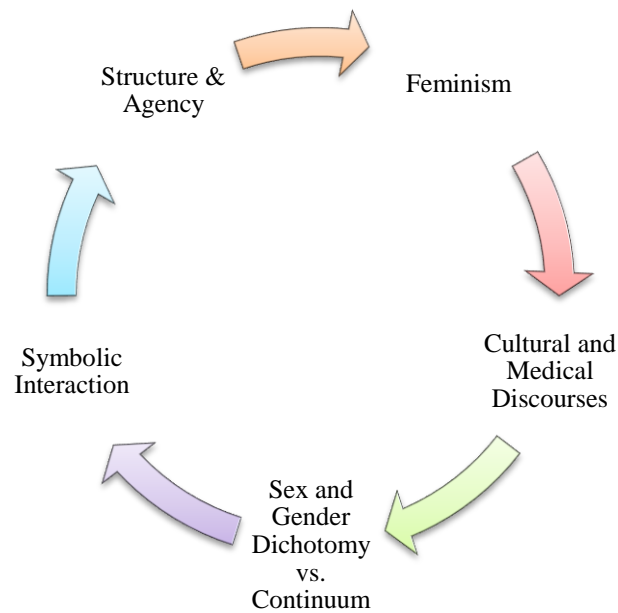 Structure &
Agency
Feminism
Cultural and
Medical
Discourses
Sex and
Gender
Dichotomy
vs.
Continuum
Symbolic
Interaction